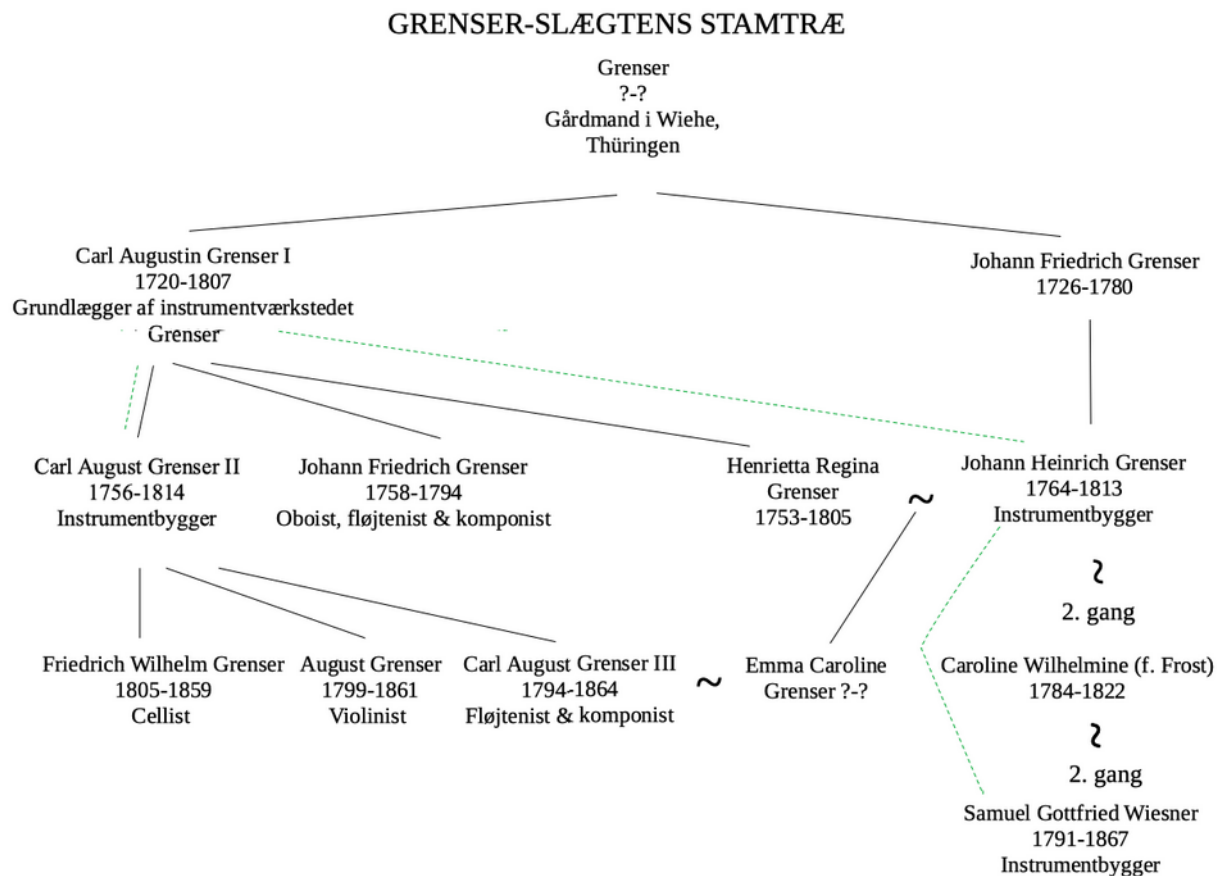 GRENSER-SLÆGTENS STAMTRÆ
Grenser
?-?
Gårdmand i Wiehe,
Thüringen
Carl Augustin Grenser I
1720-1807
Grundlægger af instrumentværkstedet
Grenser
Johann Friedrich Grenser
1726-1780
Carl August Grenser II
1756-1814
Instrumentbygger
Johann Friedrich Grenser
1758-1794
Oboist, fløjtenist & komponist
Henrietta Regina
Grenser
1753-1805
~
Johann Heinrich Grenser
1764-1813
Instrumentbygger
~
2. gang
Friedrich Wilhelm Grenser
1805-1859
Cellist
August Grenser
1799-1861
Violinist
Carl August Grenser III
1794-1864
Fløjtenist & komponist
~
Emma Caroline
Grenser ?-?
Caroline Wilhelmine (f. Frost)
1784-1822
~
2. gang
Samuel Gottfried Wiesner
1791-1867
Instrumentbygger